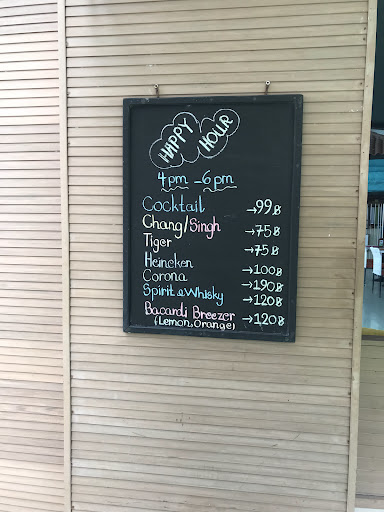 HAPPY
HOUR
4pm - 6pm
Cocktail →99฿
Chang/Singh →75฿
Tiger →75฿
Heineken →100฿
Corona →190฿
Spirit & Whisky →120฿
Bacardi Breezer →120฿
(Lemon, Orange)